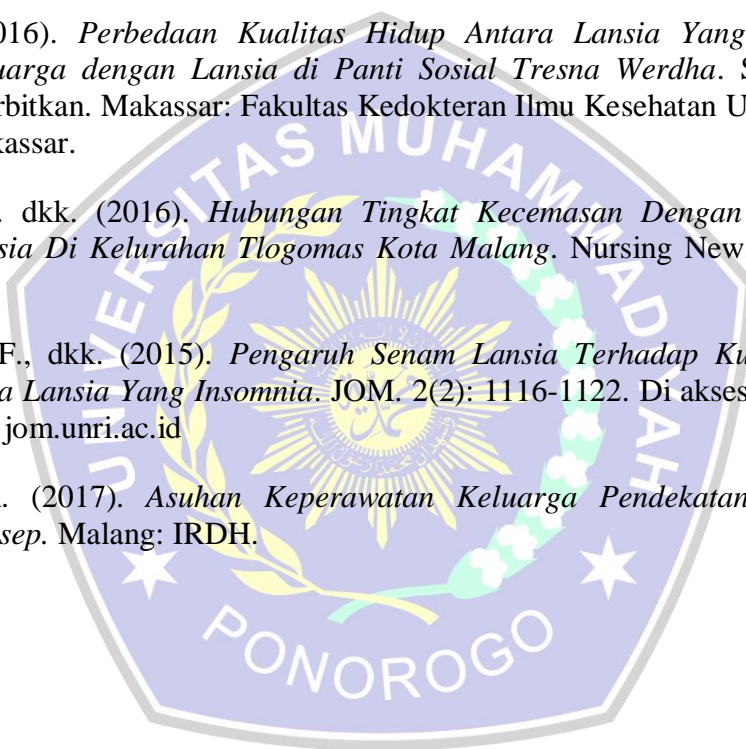 016). Perbedaan Kualitas Hidup Antara Lansia Yang
uarga dengan Lansia di Panti Sosial Tresna Werdha. S
rbitkan. Makassar: Fakultas Kedokteran Ilmu Kesehatan U
kassar.
. dkk. (2016). Hubungan Tingkat Kecemasan Dengan
sia Di Kelurahan Tlogomas Kota Malang. Nursing New
F., dkk. (2015). Pengaruh Senam Lansia Terhadap Ku
a Lansia Yang Insomnia. JOM. 2(2): 1116-1122. Di akses
jom.unri.ac.id
. (2017). Asuhan Keperawatan Keluarga Pendekatan
sep. Malang: IRDH.
UNIVERSITAS MUHAMMADIYAH
PONOROGO